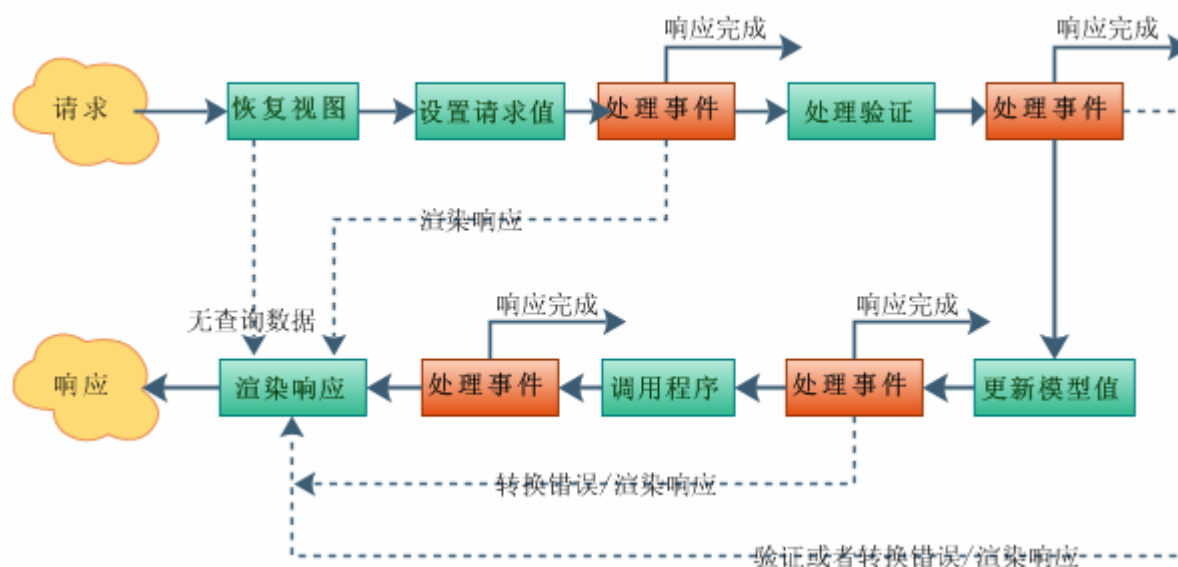 响应完成
响应完成
请求
恢复视图
设置请求值
处理事件
处理验证
处理事件
渲染响应
响应完成
响应完成
无查询数据
响应
渲染响应
处理事件
调用程序
处理事件
更新模型值
转换错误/渲染响应
验证或者转换错误/渲染响应